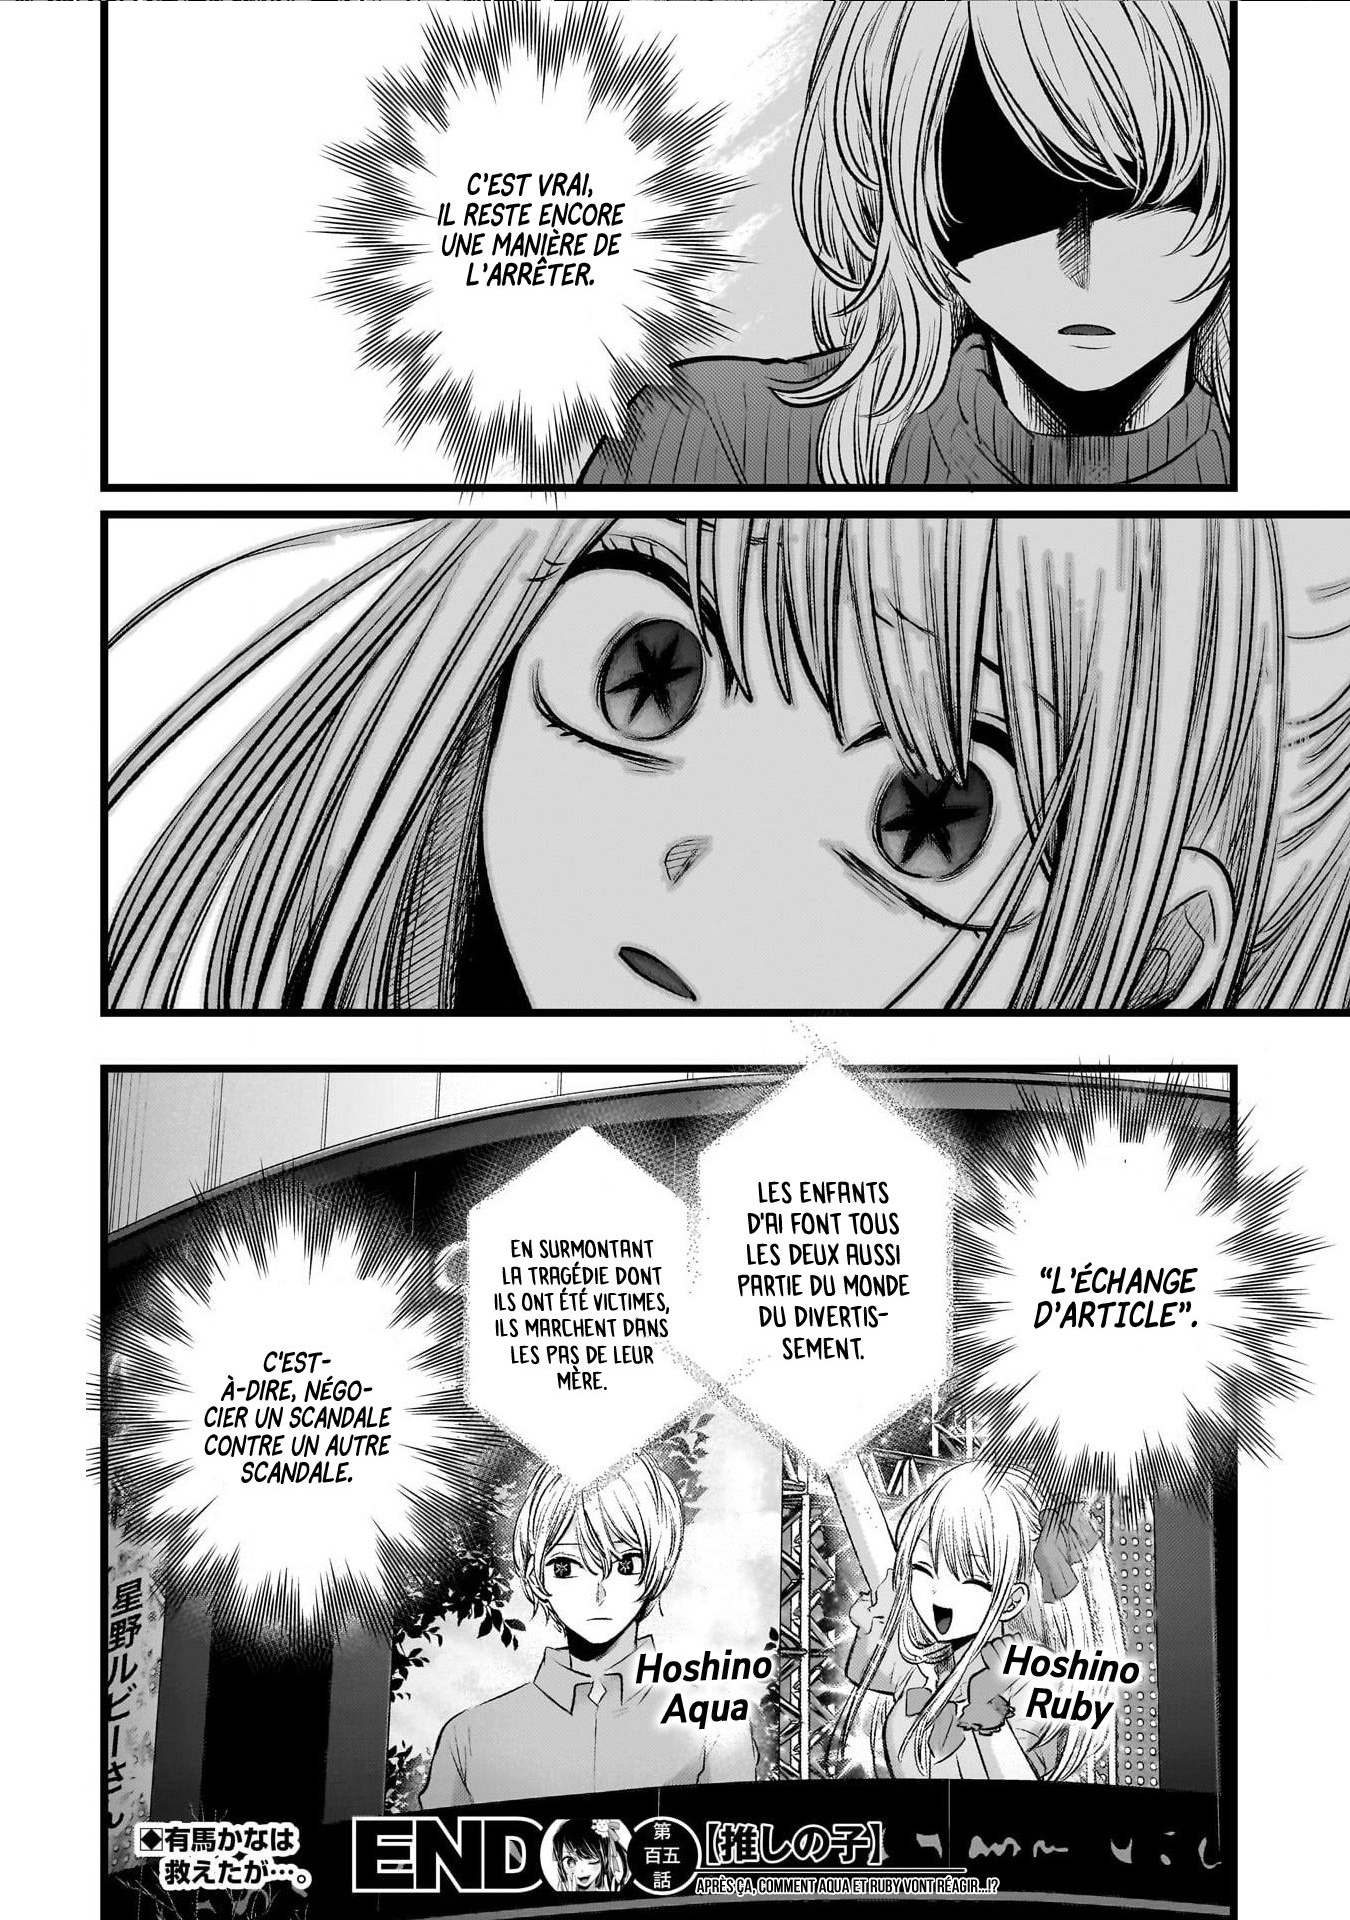 C'EST VRAI,
IL RESTE ENCORE
UNE MANIÈRE DE
L'ARRÊTER.
"L'ÉCHANGE
D'ARTICLE".
LES ENFANTS
D'AI FONT TOUS
LES DEUX AUSSI
PARTIE DU MONDE
DU DIVERTIS-
SEMENT.
EN SURMONTANT
LA TRAGÉDIE DONT
ILS ONT ÉTÉ VICTIMES,
ILS MARCHENT DANS
LES PAS DE LEUR
MÈRE.
C'EST-
À-DIRE, NÉGO-
CIER UN SCANDALE
CONTRE UN AUTRE
SCANDALE.
Hoshino
Ruby
Hoshino
Aqua
星野ルビーさん
◆有馬かなは
救えたが…。
END
第
百五
話
【推しの子】
APRÈS ÇA, COMMENT AQUA ET RUBY VONT RÉAGIR...!?